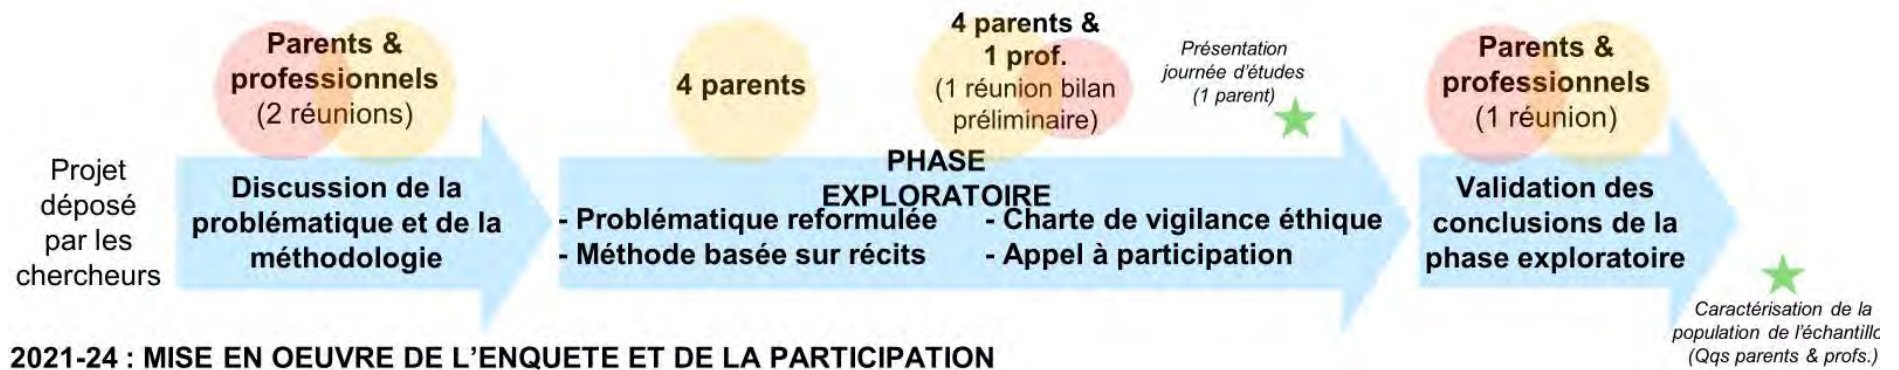 Projet
déposé
par les
chercheurs
Parents &
professionnels
(2 réunions)
Discussion de la
problématique et de la
méthodologie
4 parents
4 parents &
1 prof.
(1 réunion bilan
préliminaire)
Présentation
journée d'études
(1 parent)
PHASE
EXPLORATOIRE
- Problématique reformulée
- Méthode basée sur récits
- Charte de vigilance éthique
- Appel à participation
Parents &
professionnels
(1 réunion)
Validation des
conclusions de la
phase exploratoire
Caractérisation de la
population de l'échantillo
(Qqs parents & profs.)
2021-24 : MISE EN OEUVRE DE L'ENQUETE ET DE LA PARTICIPATION